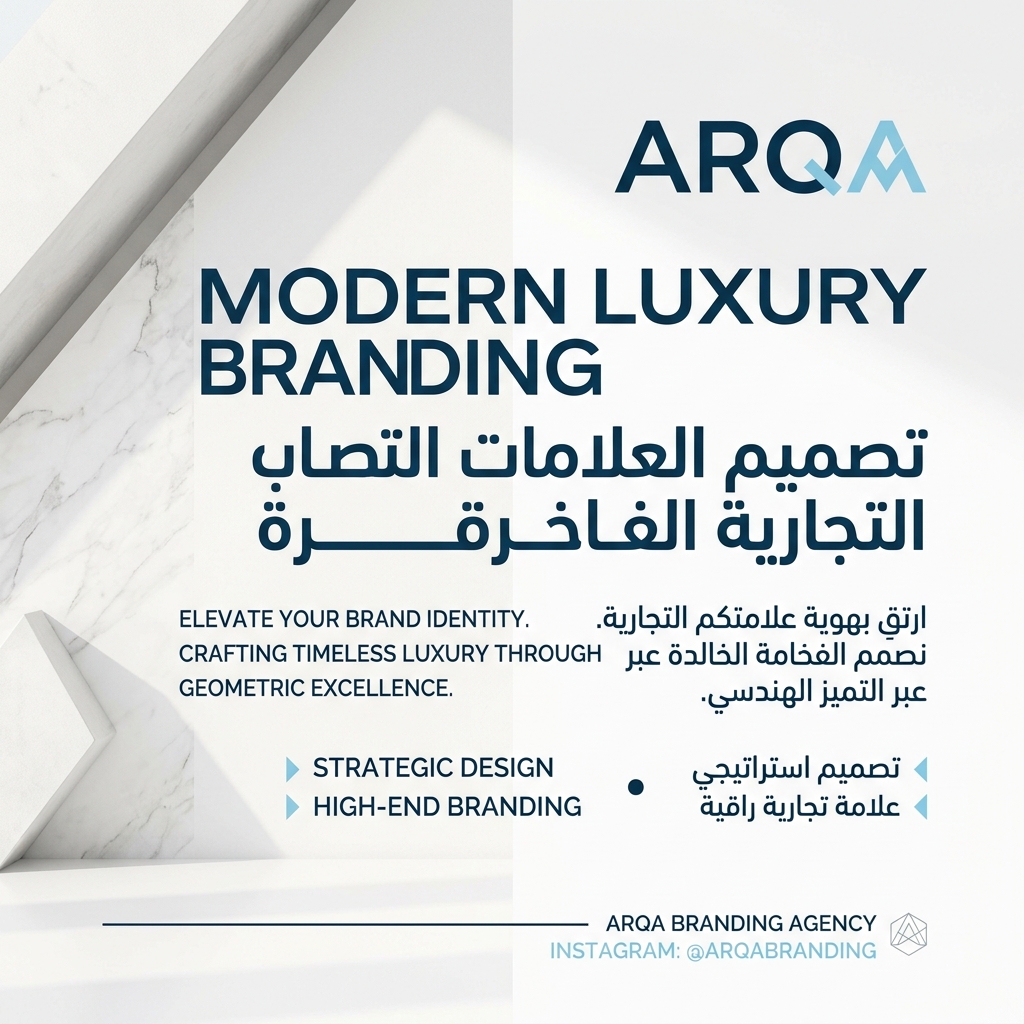 ARQA
MODERN LUXURY
BRANDING
تصميم العلامات التصاب
التجارية الفـاخـرقـــــــرة
ELEVATE YOUR BRAND IDENTITY.
CRAFTING TIMELESS LUXURY THROUGH
GEOMETRIC EXCELLENCE.
ارتقِ بهوية علامتكم التجارية.
نصمم الفخامة الخالدة عبر
عبر التميز الهندسي.
STRATEGIC DESIGN
HIGH-END BRANDING
تصميم استراتيجي
علامة تجارية راقية
ARQA BRANDING AGENCY
INSTAGRAM: @ARQABRANDING